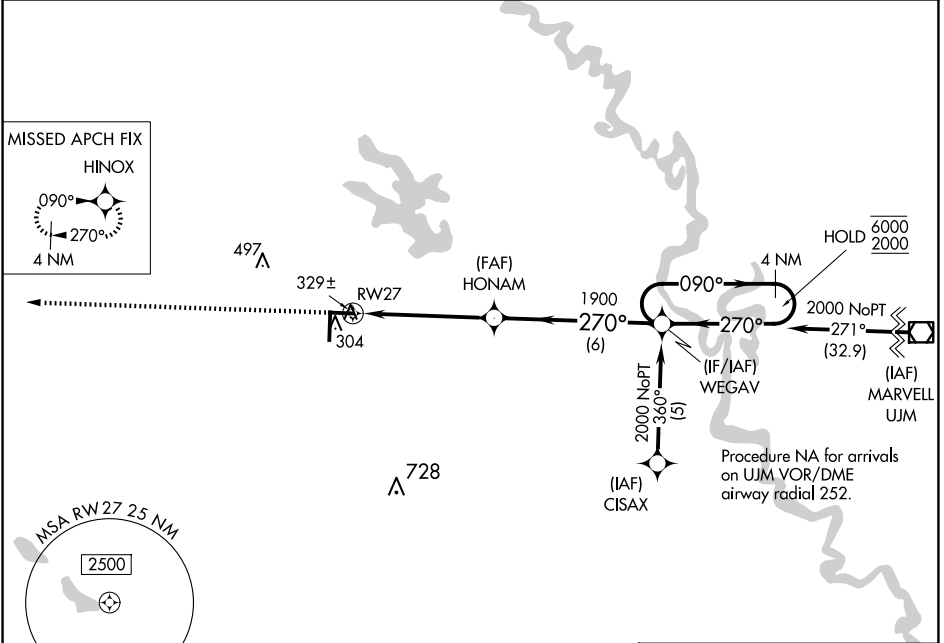 MISSED APCH FIX
HINOX
090°
270°
4 NM
497
329±
RW27
304
(FAF)
HONAM
1900
270°
(6)
090°
4 NM
270°
HOLD 6000
2000
2000 NoPT
271°
(32.9)
(IAF)
MARVELL
UJM
(IF/IAF)
WEGAV
2000 NoPT
360°
(5)
(IAF)
CISAX
Procedure NA for arrivals
on UJM VOR/DME
airway radial 252.
728
MSA RW27 25 NM
2500